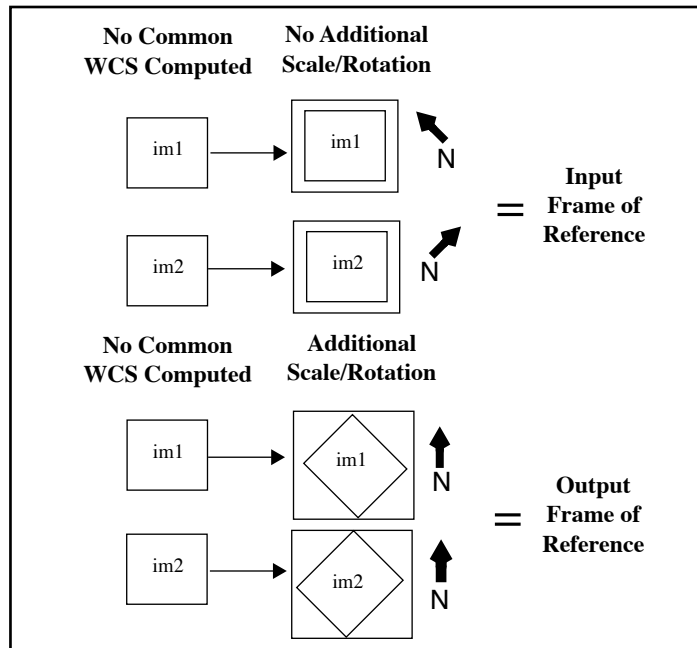 No Common
WCS Computed
No Additional
Scale/Rotation
im1
im1
N
im2
im2
N
=
Input
Frame of
Reference
No Common
WCS Computed
Additional
Scale/Rotation
im1
im1
N
im2
im2
N
=
Output
Frame of
Reference